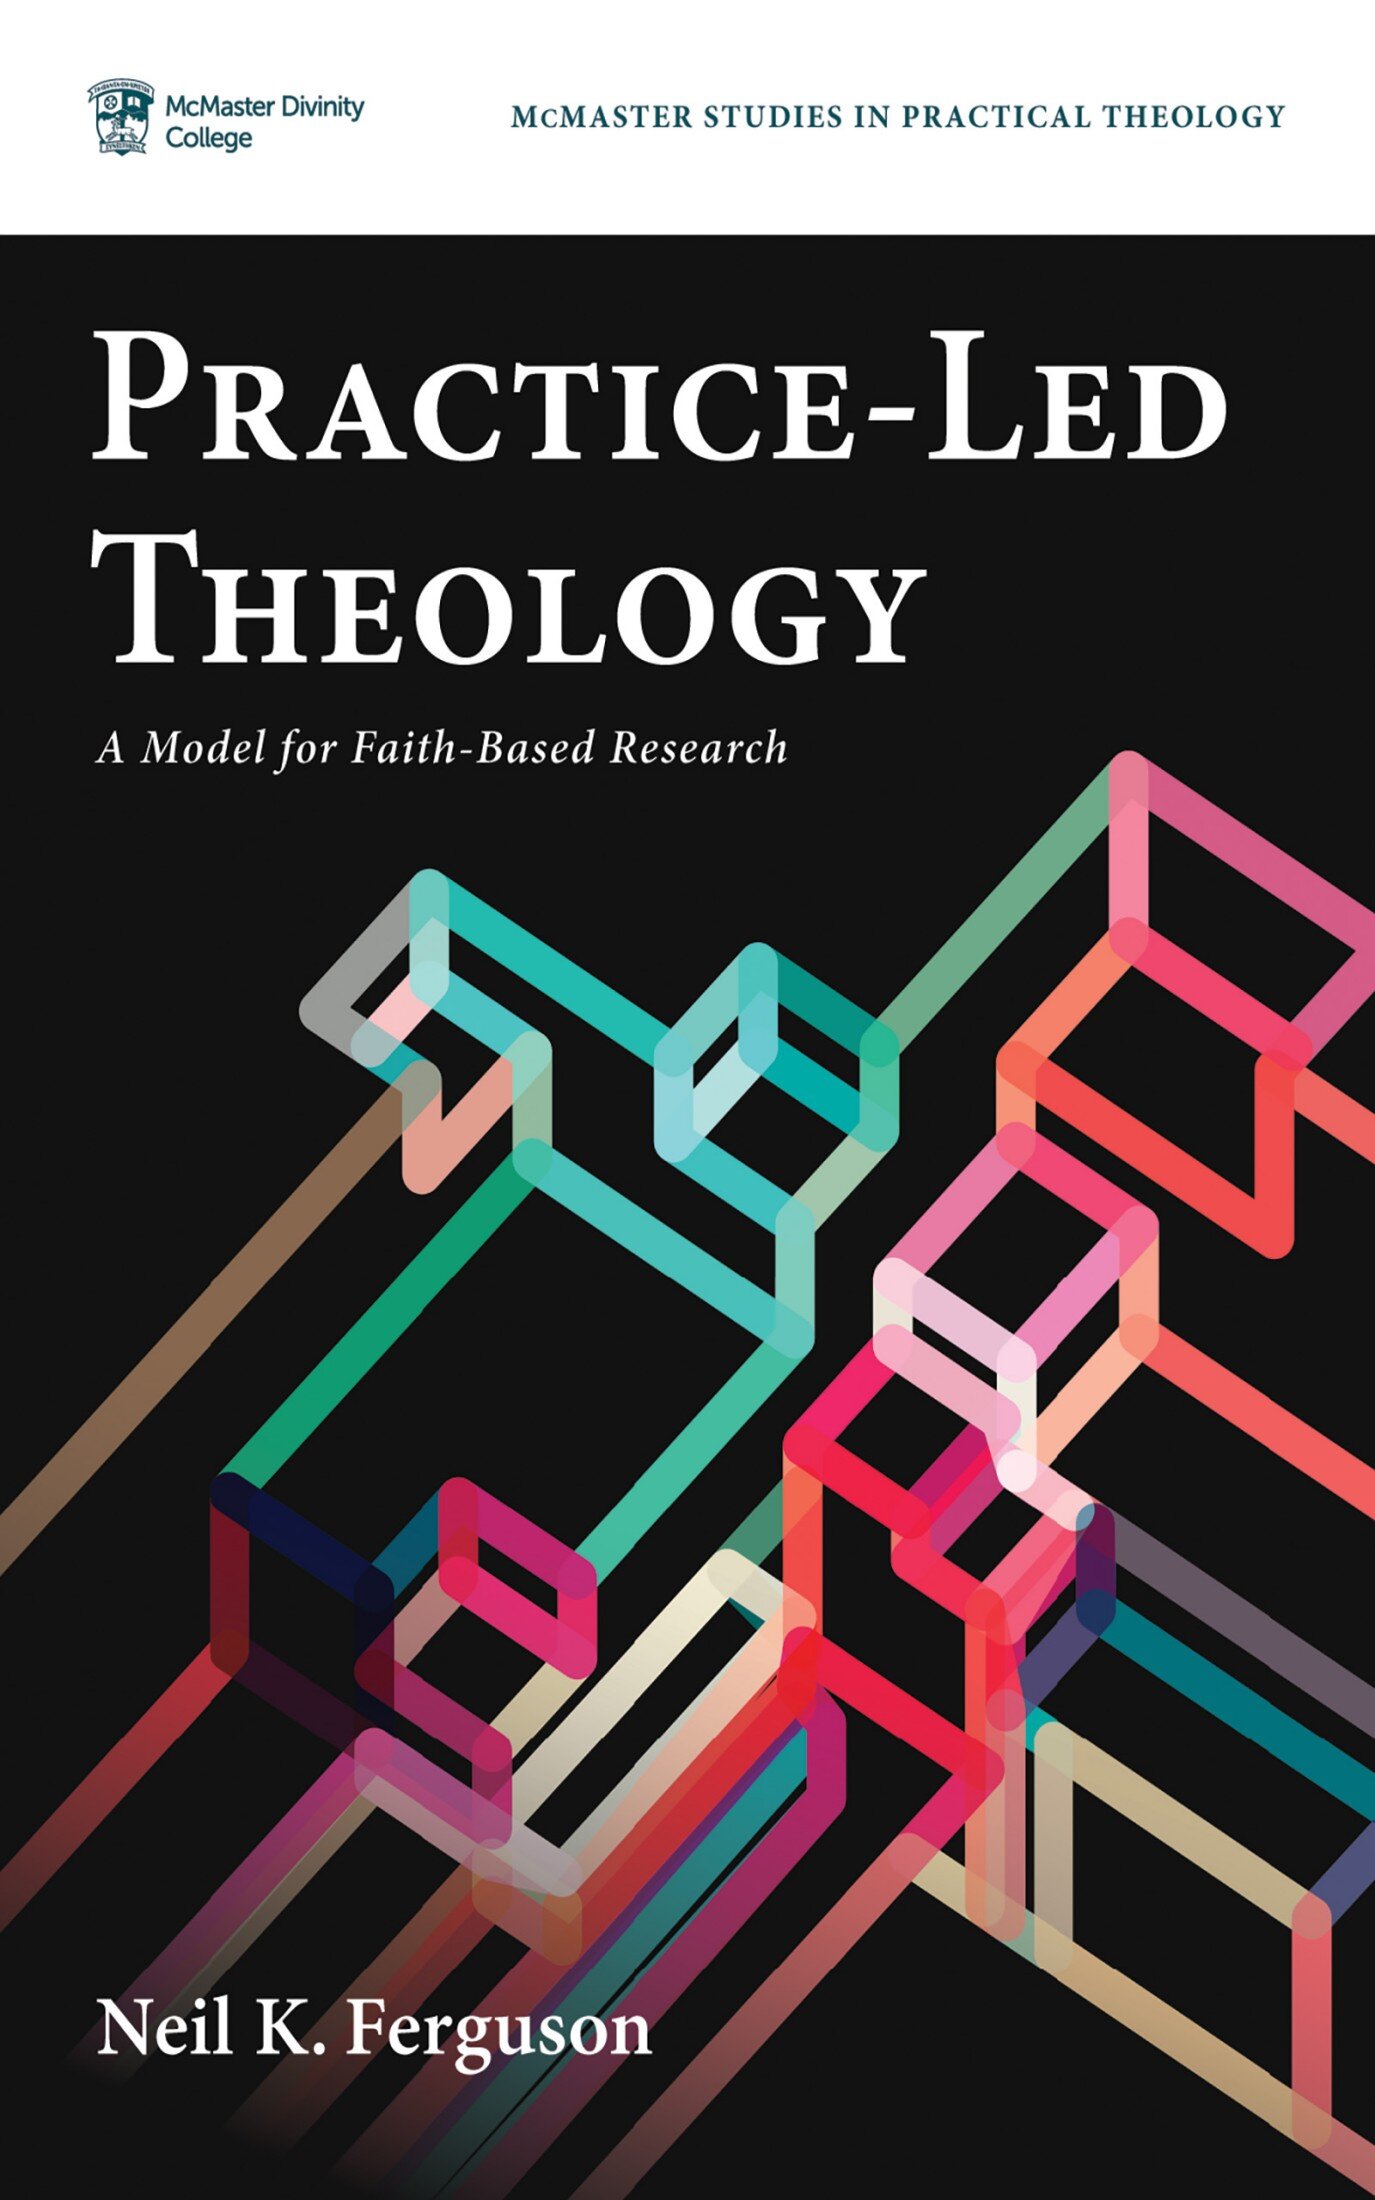 McMaster Divinity
College
McMASTER STUDIES IN PRACTICAL THEOLOGY
PRACTICE-LED
THEOLOGY
A Model for Faith-Based Research
Neil K. Ferguson